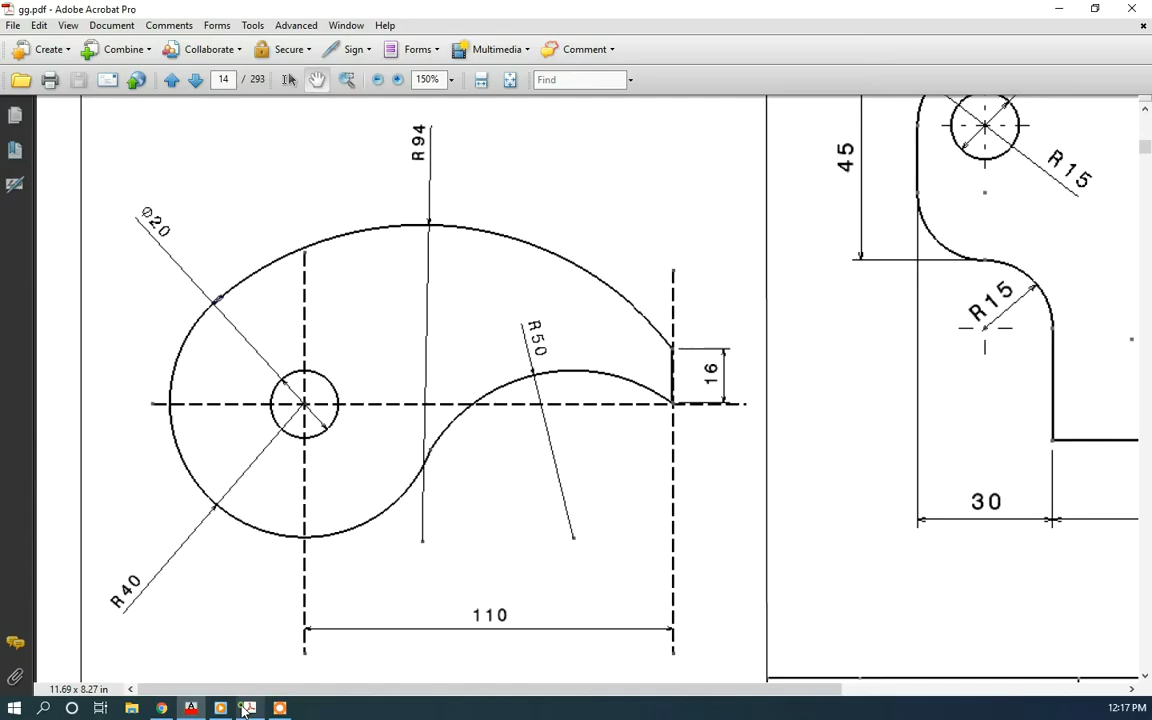 gg.pdf - Adobe Acrobat Pro
File Edit View Document Comments Forms Tools Advanced Window Help
Create Combine Collaborate Secure Sign Forms Multimedia Comment
14 / 293 150% Find
R94
Ø20
45
R15
R15
R50
16
30
R40
110
11.69 x 8.27 in
12:17 PM